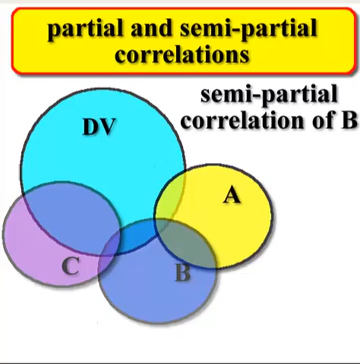 partial and semi-partial
correlations
semi-partial
correlation of B
DV
A
C
B